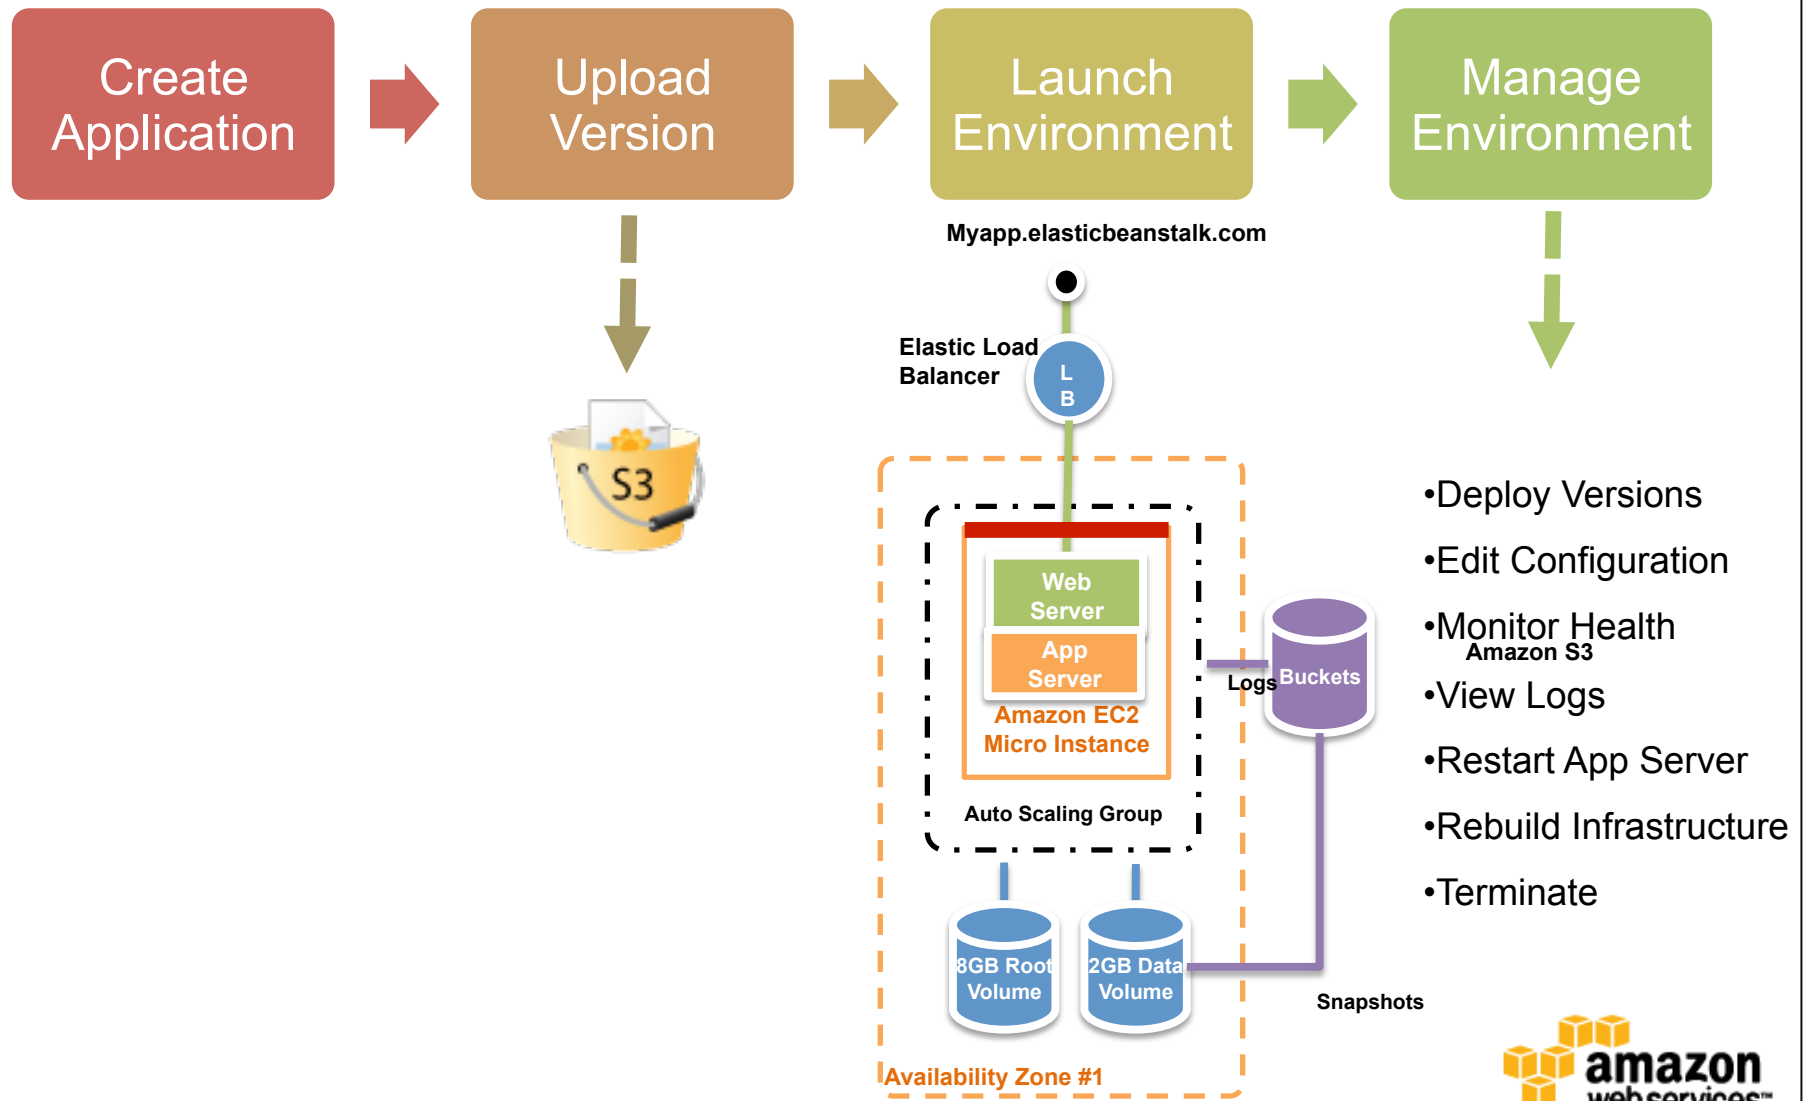 Create
Application
Upload
Version
Launch
Environment
Manage
Environment
Myapp.elasticbeanstalk.com
Elastic Load
Balancer
L
B
S3
Web
Server
App
Server
Amazon EC2
Micro Instance
Auto Scaling Group
Logs
Buckets
Amazon S3
8GB Root
Volume
2GB Data
Volume
Snapshots
Availability Zone #1
•Deploy Versions
•Edit Configuration
•Monitor Health
•View Logs
•Restart App Server
•Rebuild Infrastructure
•Terminate
amazon
web services™